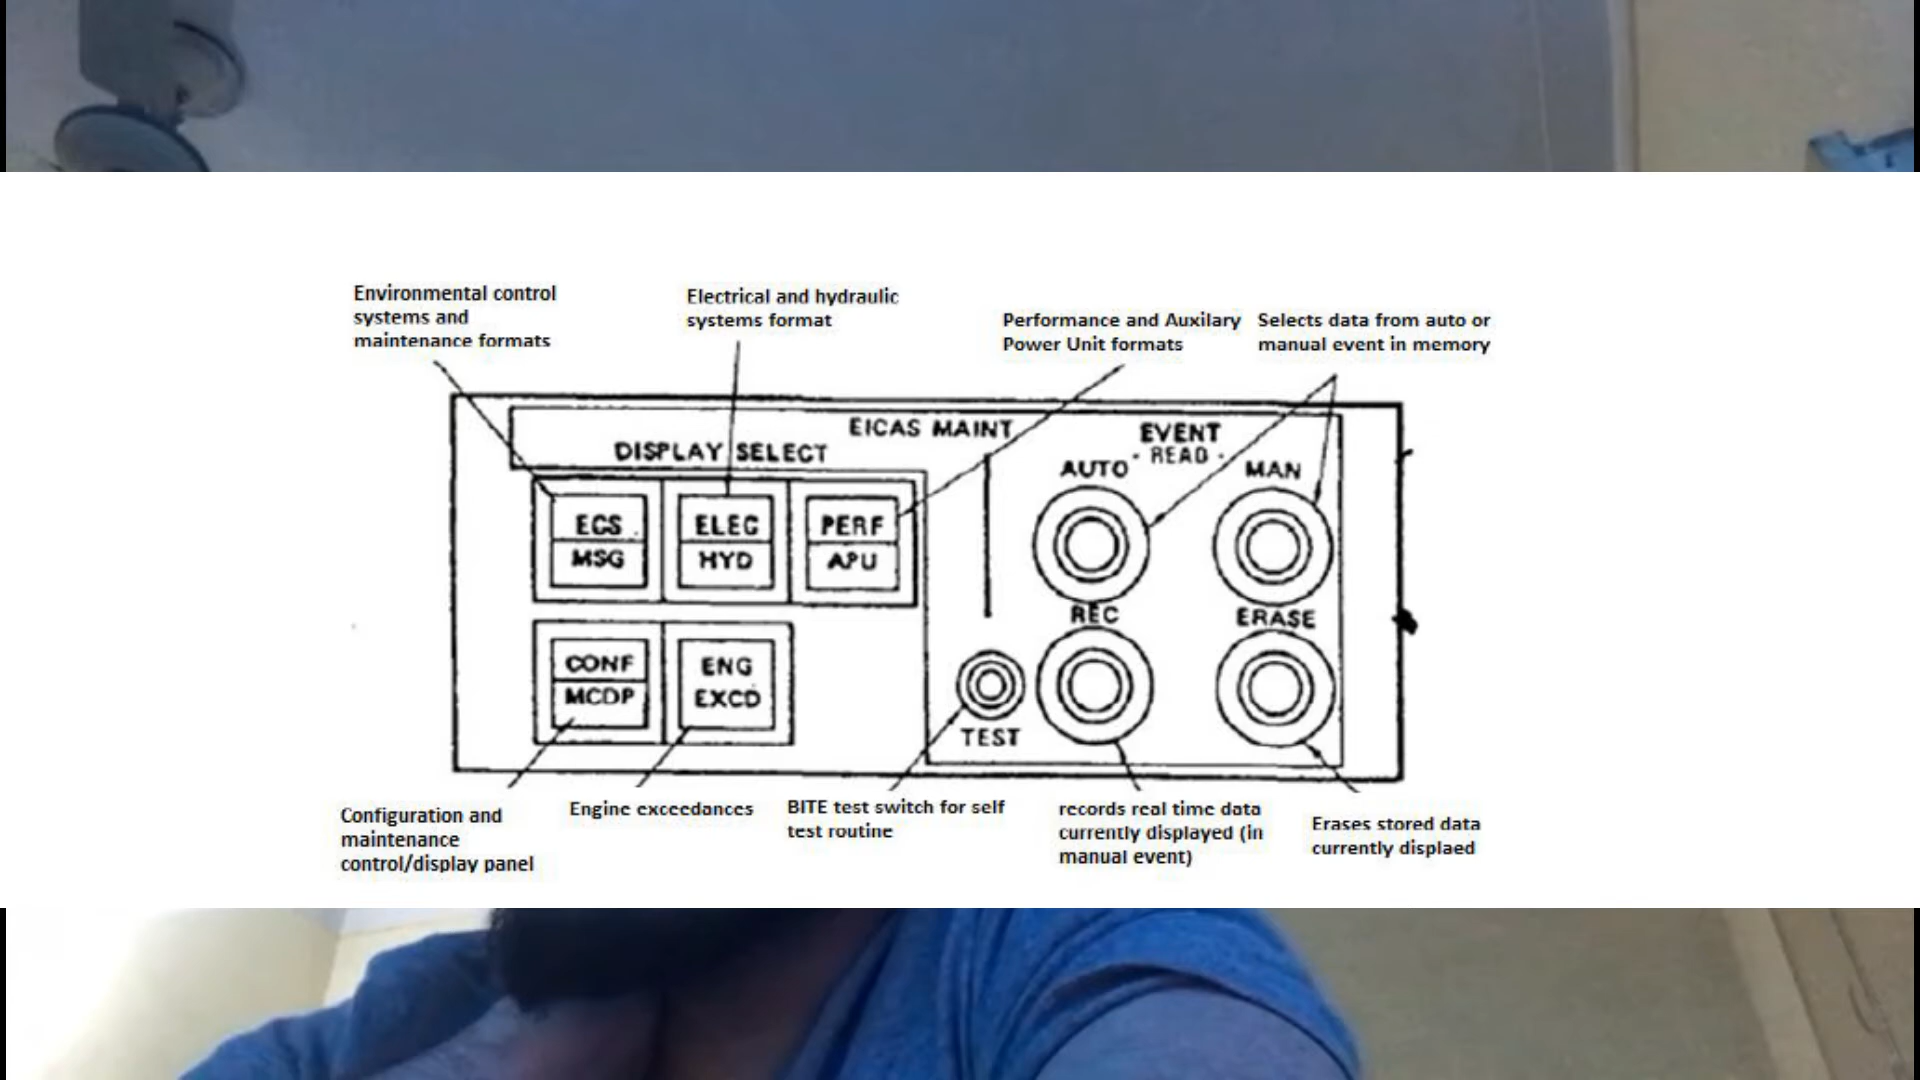 Environmental control
systems and
maintenance formats
Electrical and hydraulic
systems format
Performance and Auxilary
Power Unit formats
Selects data from auto or
manual event in memory
EICAS MAINT
DISPLAY SELECT
EVENT
- READ -
AUTO
MAN
ECS
MSG
ELEC
HYD
PERF
APU
REC
ERASE
CONF
MCDP
ENG
EXCD
TEST
Configuration and
maintenance
control/display panel
Engine exceedances
BITE test switch for self
test routine
records real time data
currently displayed (in
manual event)
Erases stored data
currently displaed